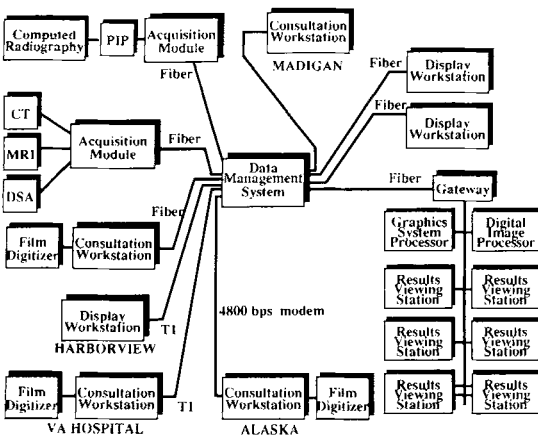 Computed
Radiography
PIP
Acquisition
Module
Fiber
Consultation
Workstation
MADIGAN
Fiber
Display
Workstation
Fiber
Display
Workstation
CT
MRI
DSA
Acquisition
Module
Fiber
Data
Management
System
Fiber
Gateway
Film
Digitizer
Consultation
Workstation
Fiber
Graphics
System
Processor
Digital
Image
Processor
Results
Viewing
Station
Results
Viewing
Station
Display
Workstation
HARBORVIEW
T1
4800 bps modem
Results
Viewing
Station
Results
Viewing
Station
Film
Digitizer
Consultation
Workstation
VA HOSPITAL
T1
Consultation
Workstation
ALASKA
Film
Digitizer
Results
Viewing
Station
Results
Viewing
Station